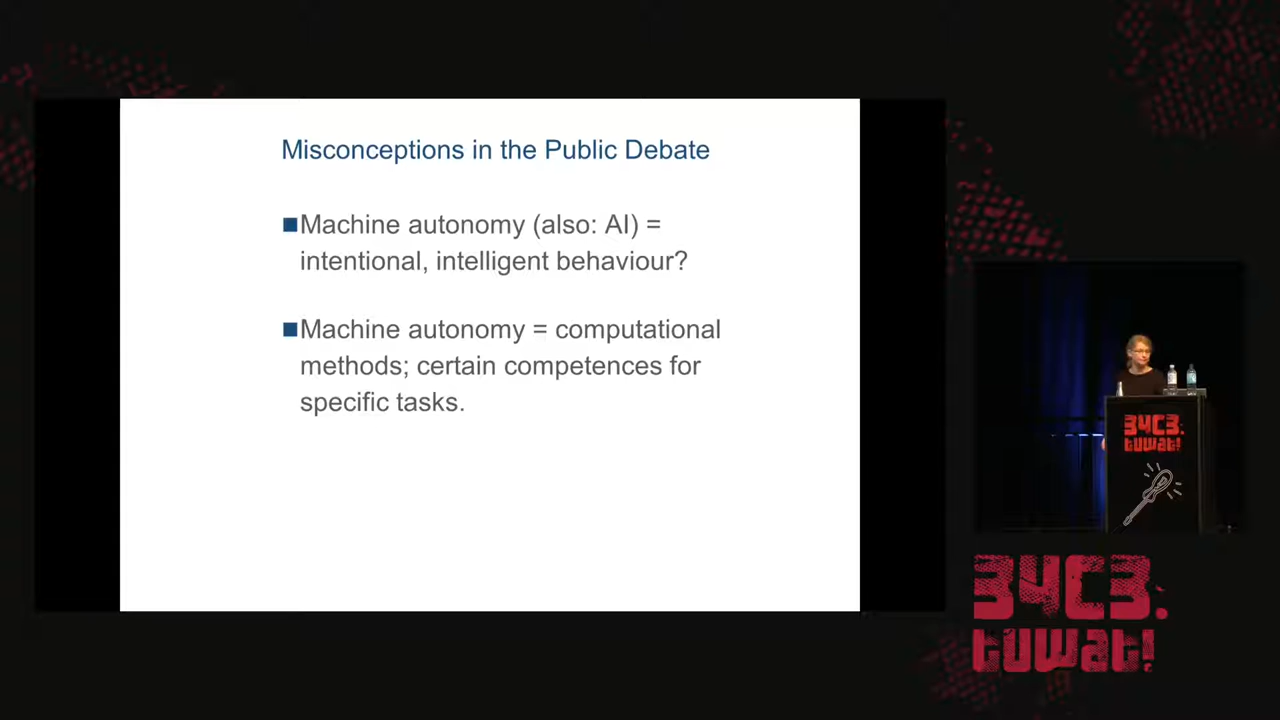 Misconceptions in the Public Debate
Machine autonomy (also: AI) =
intentional, intelligent behaviour?
Machine autonomy = computational
methods; certain competences for
specific tasks.
34C3.
tuwat!
34C3.
tuwat!